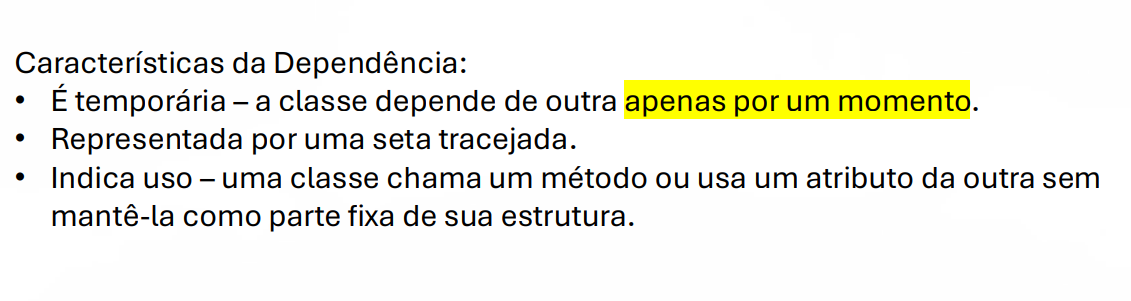 Características da Dependência:
• É temporária – a classe depende de outra apenas por um momento.
• Representada por uma seta tracejada.
• Indica uso – uma classe chama um método ou usa um atributo da outra sem
mantê-la como parte fixa de sua estrutura.